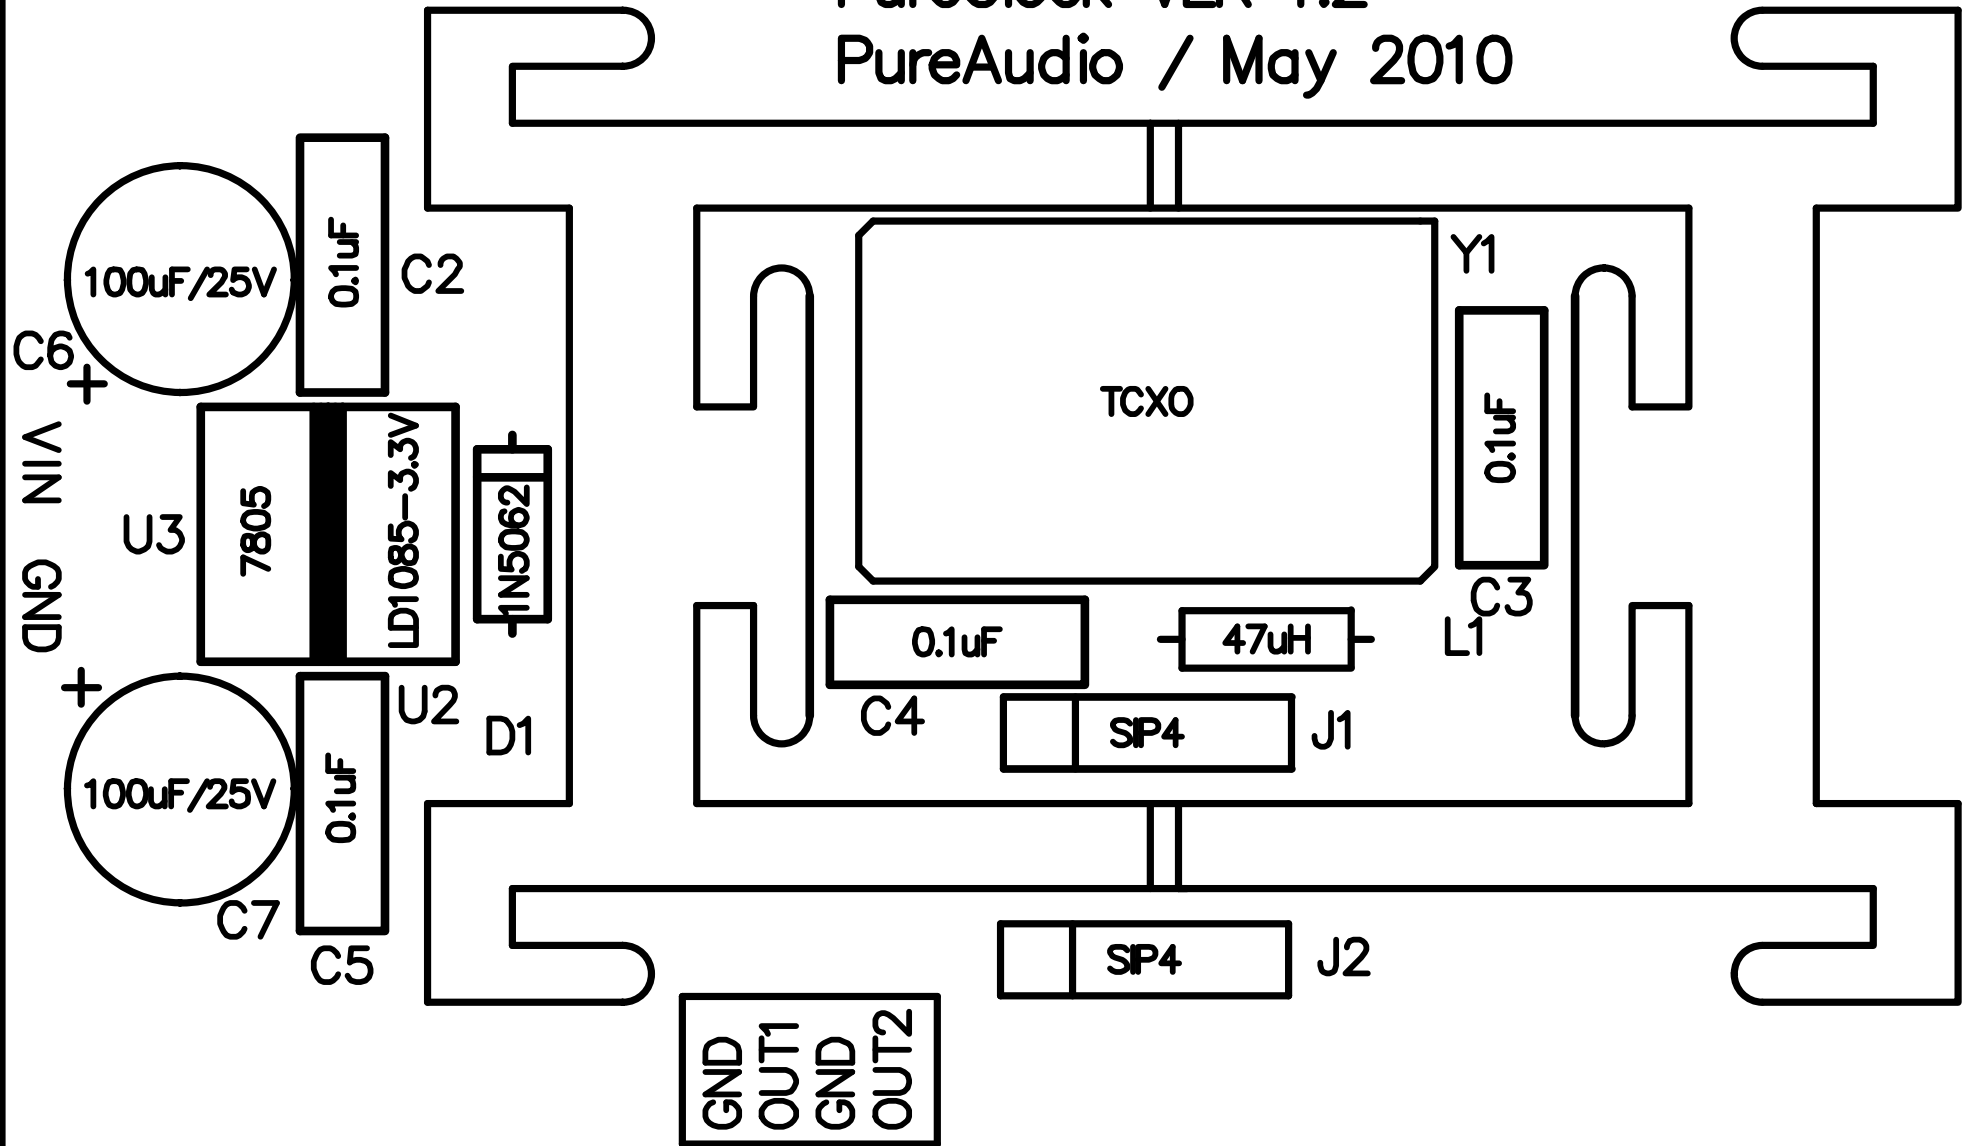 PureAudio / May 2010
100uF/25V
0.1uF
C2
C6
+
VIN
GND
U3
7805
LD1085-3.3V
1N5062
U2
D1
+
100uF/25V
0.1uF
C7
C5
TCXO
Y1
0.1uF
C3
0.1uF
C4
47uH
L1
SIP4
J1
SIP4
J2
GND
OUT1
GND
OUT2